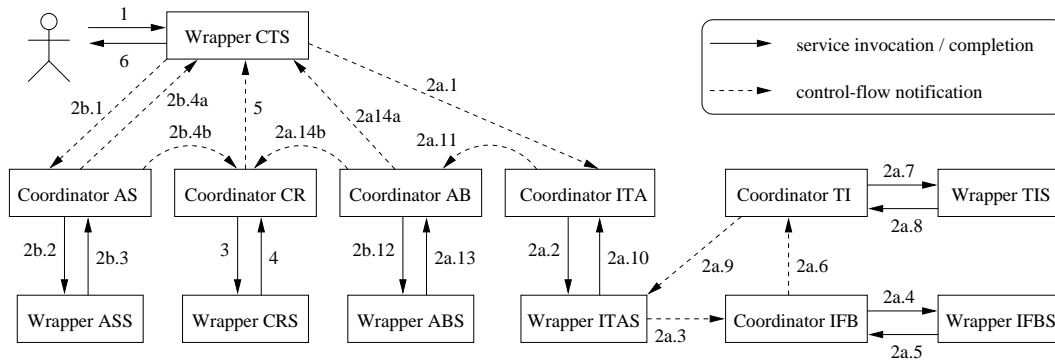 1
Wrapper CTS
6
service invocation / completion
control-flow notification
2b.1
2b.4a
5
2a14a
2a.1
2b.4b
2a.14b
2a.11
Coordinator AS
Coordinator CR
Coordinator AB
Coordinator ITA
Coordinator TI
2a.7
Wrapper TIS
2a.8
2b.2
2b.3
3
4
2b.12
2a.13
2a.2
2a.10
2a.9
2a.6
Wrapper ASS
Wrapper CRS
Wrapper ABS
Wrapper ITAS
2a.3
Coordinator IFB
2a.4
Wrapper IFBS
2a.5